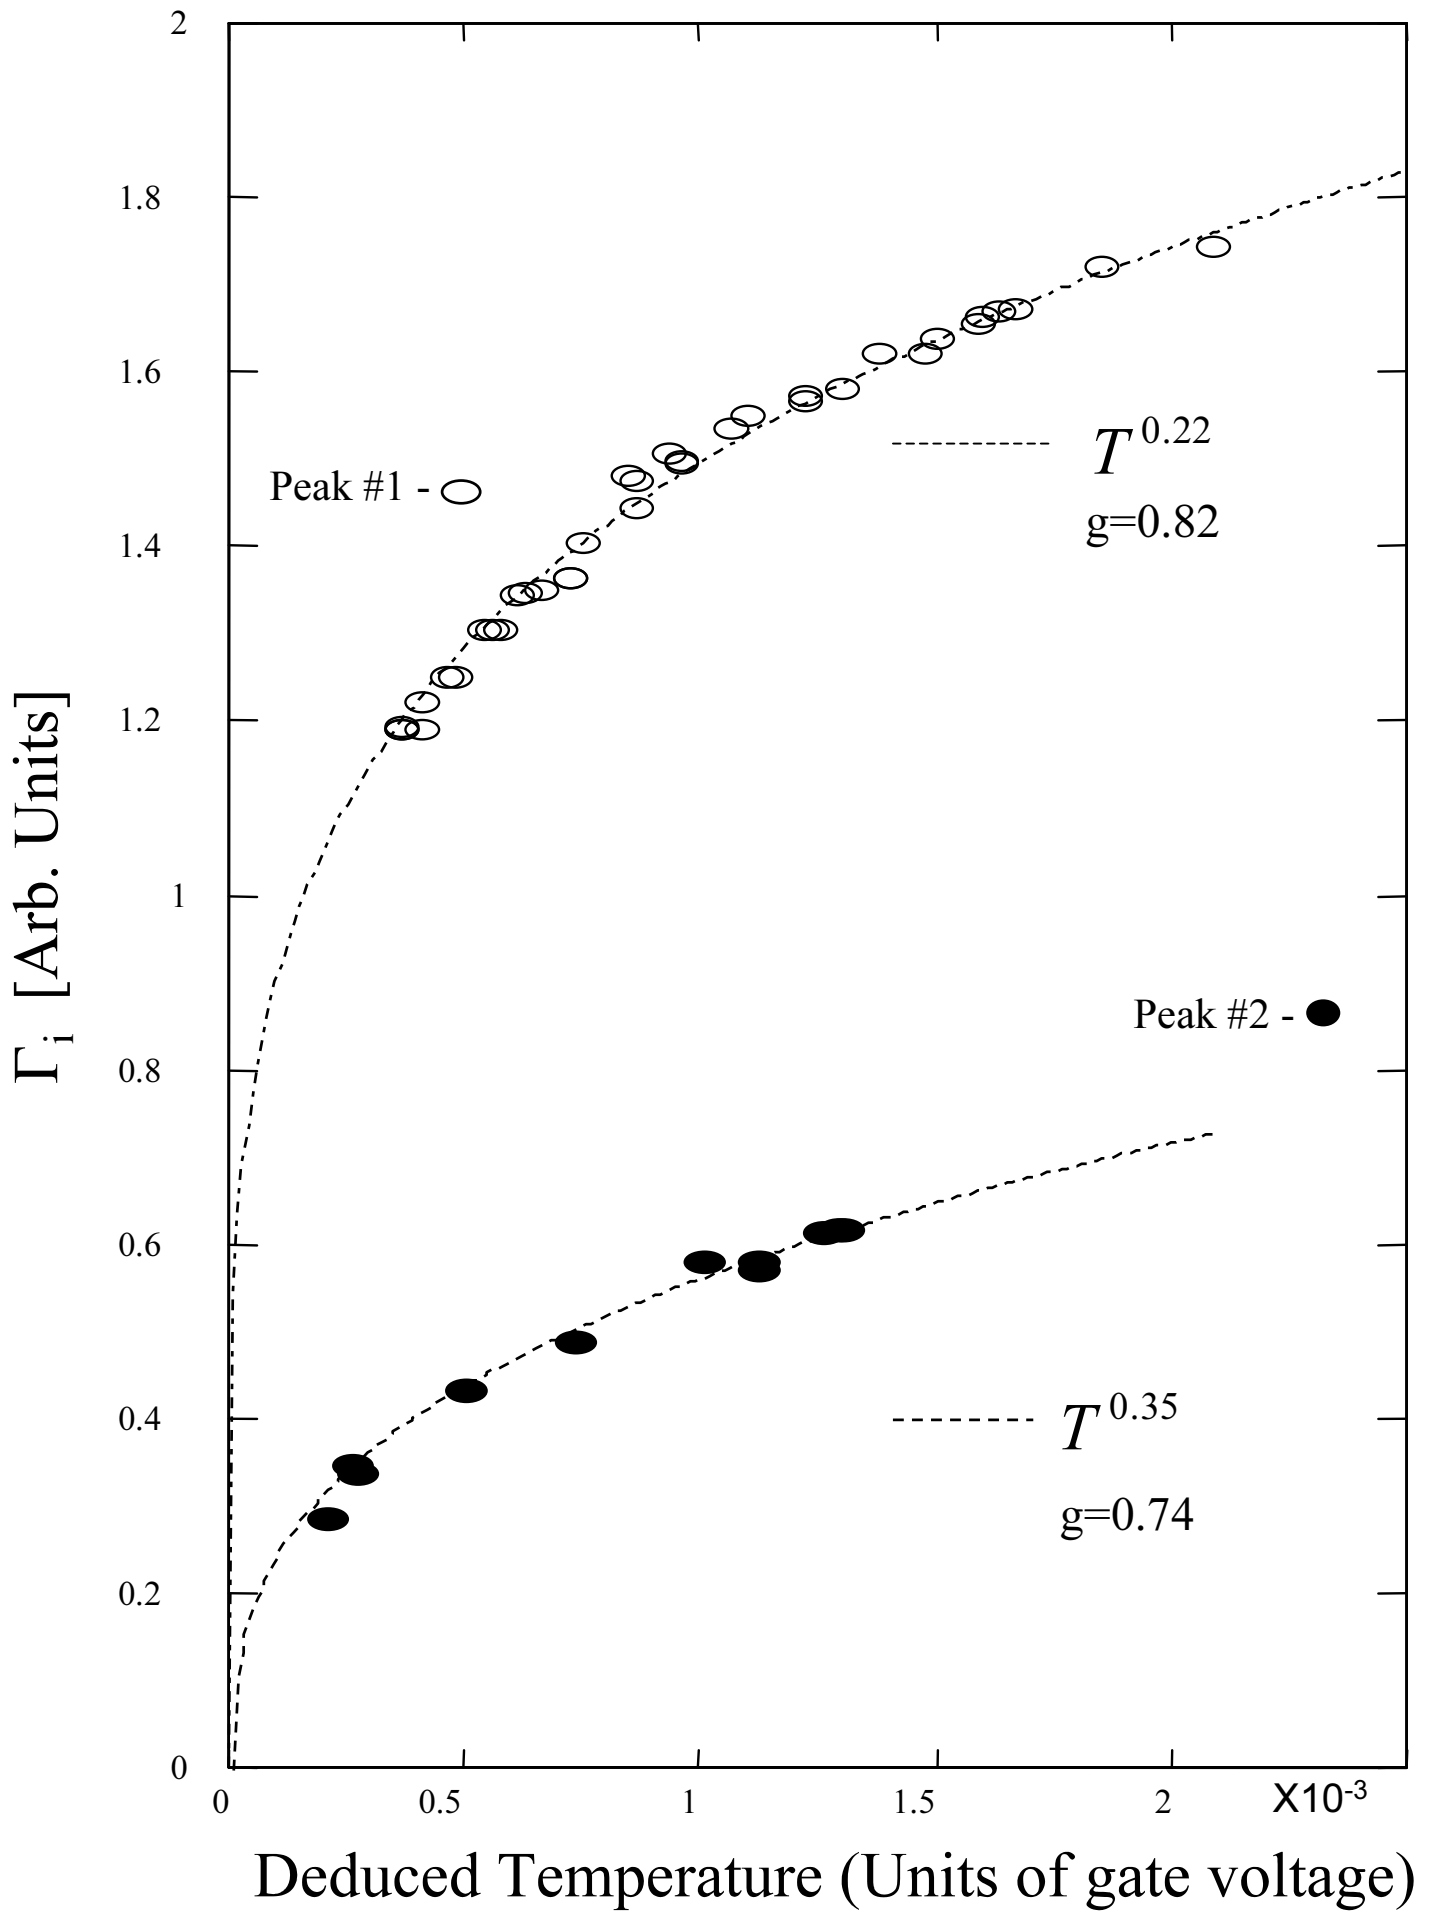 2
1.8
1.6
1.4
1.2
1
0.8
0.6
0.4
0.2
0
Γi [Arb. Units]
T^0.22
g=0.82
Peak #1 -
Peak #2 -
T^0.35
g=0.74
0 0.5 1 1.5 2 X10^-3
Deduced Temperature (Units of gate voltage)